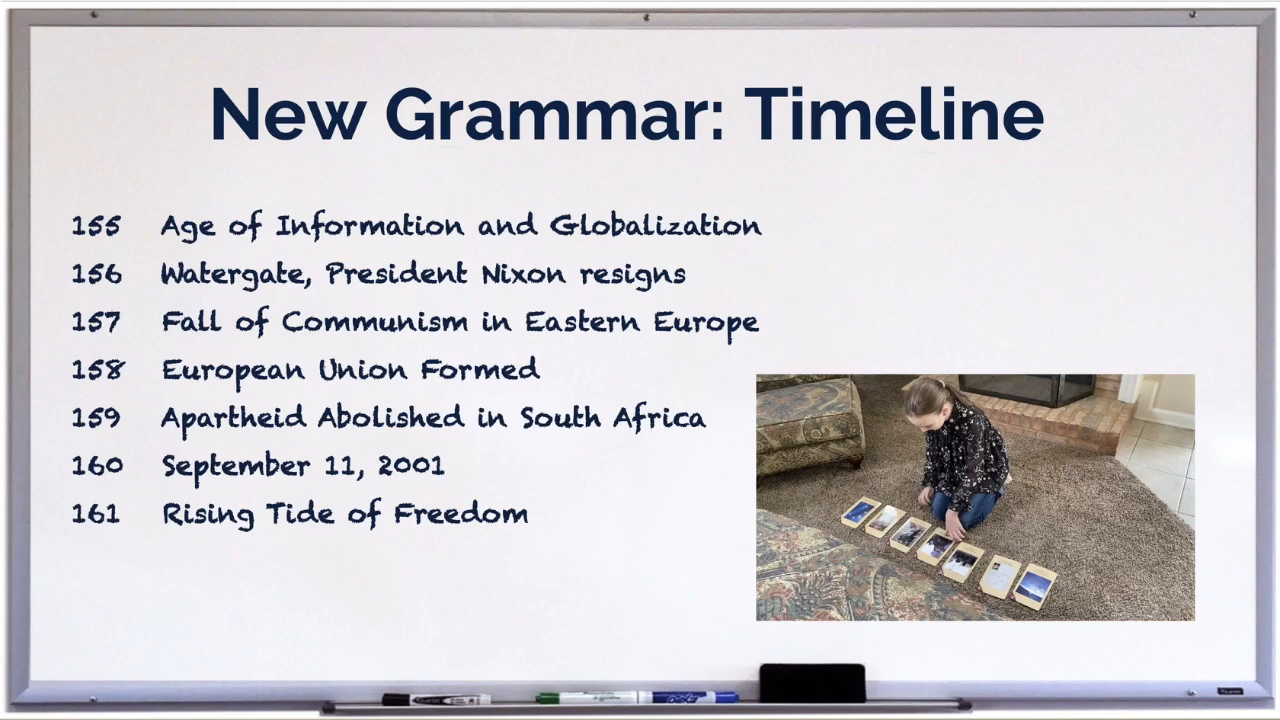 New Grammar: Timeline
155 Age of Information and Globalization
156 Watergate, President Nixon resigns
157 Fall of Communism in Eastern Europe
158 European Union Formed
159 Apartheid Abolished in South Africa
160 September 11, 2001
161 Rising Tide of Freedom